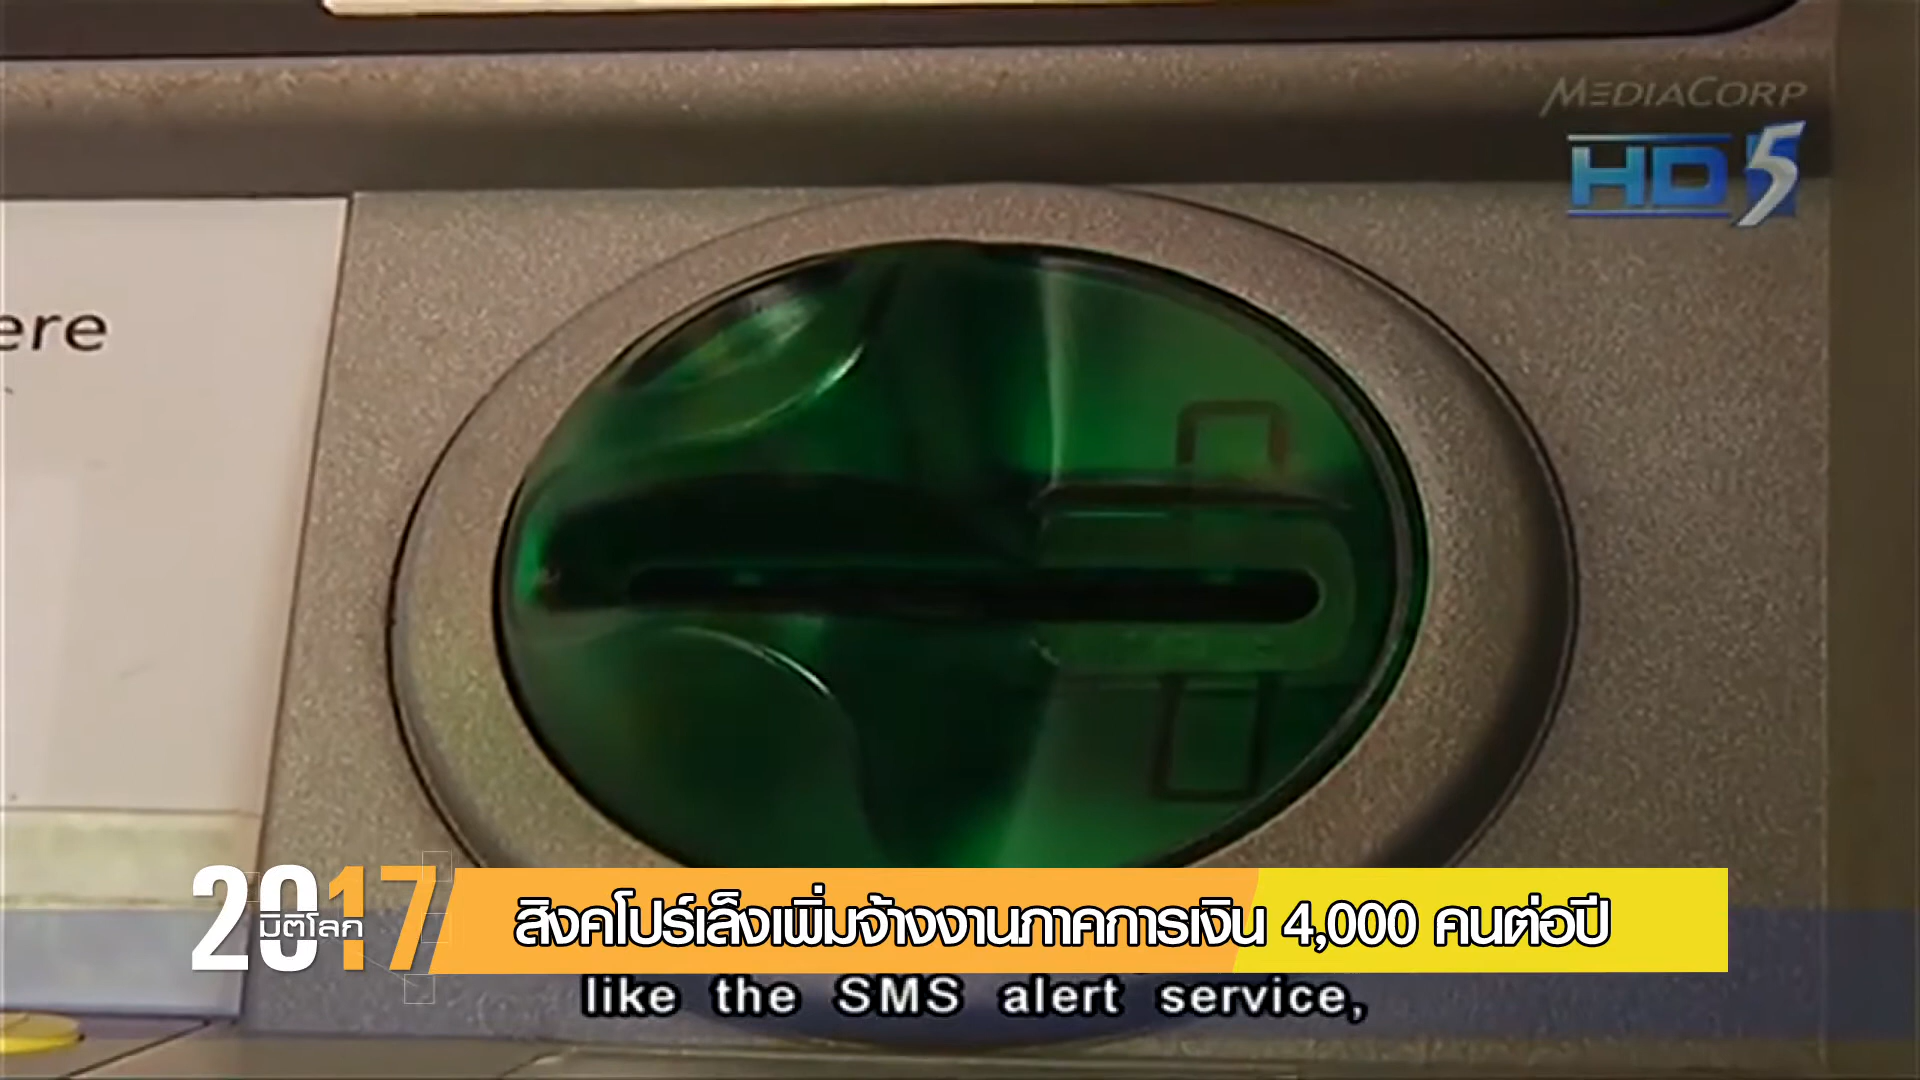 MEDIACORP
HD5
ere
2017
มิติโลก
สิงคโปร์เล็งเพิ่มจ้างงานภาคการเงิน 4,000 คนต่อปี
like the SMS alert service,